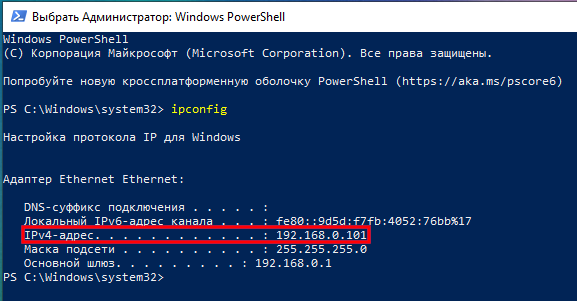 Выбрать Администратор: Windows PowerShell
Windows PowerShell
(C) Корпорация Майкрософт (Microsoft Corporation). Все права защищены.
Попробуйте новую кроссплатформенную оболочку PowerShell (https://aka.ms/pscore6)
PS C:\Windows\system32> ipconfig
Настройка протокола IP для Windows
Адаптер Ethernet Ethernet:
DNS-суффикс подключения . . . . . :
Локальный IPv6-адрес канала . . . : fe80::9d5d:f7fb:4052:76bb%17
IPv4-адрес. . . . . . . . . . . . : 192.168.0.101
Маска подсети . . . . . . . . . . : 255.255.255.0
Основной шлюз. . . . . . . . . : 192.168.0.1
PS C:\Windows\system32>